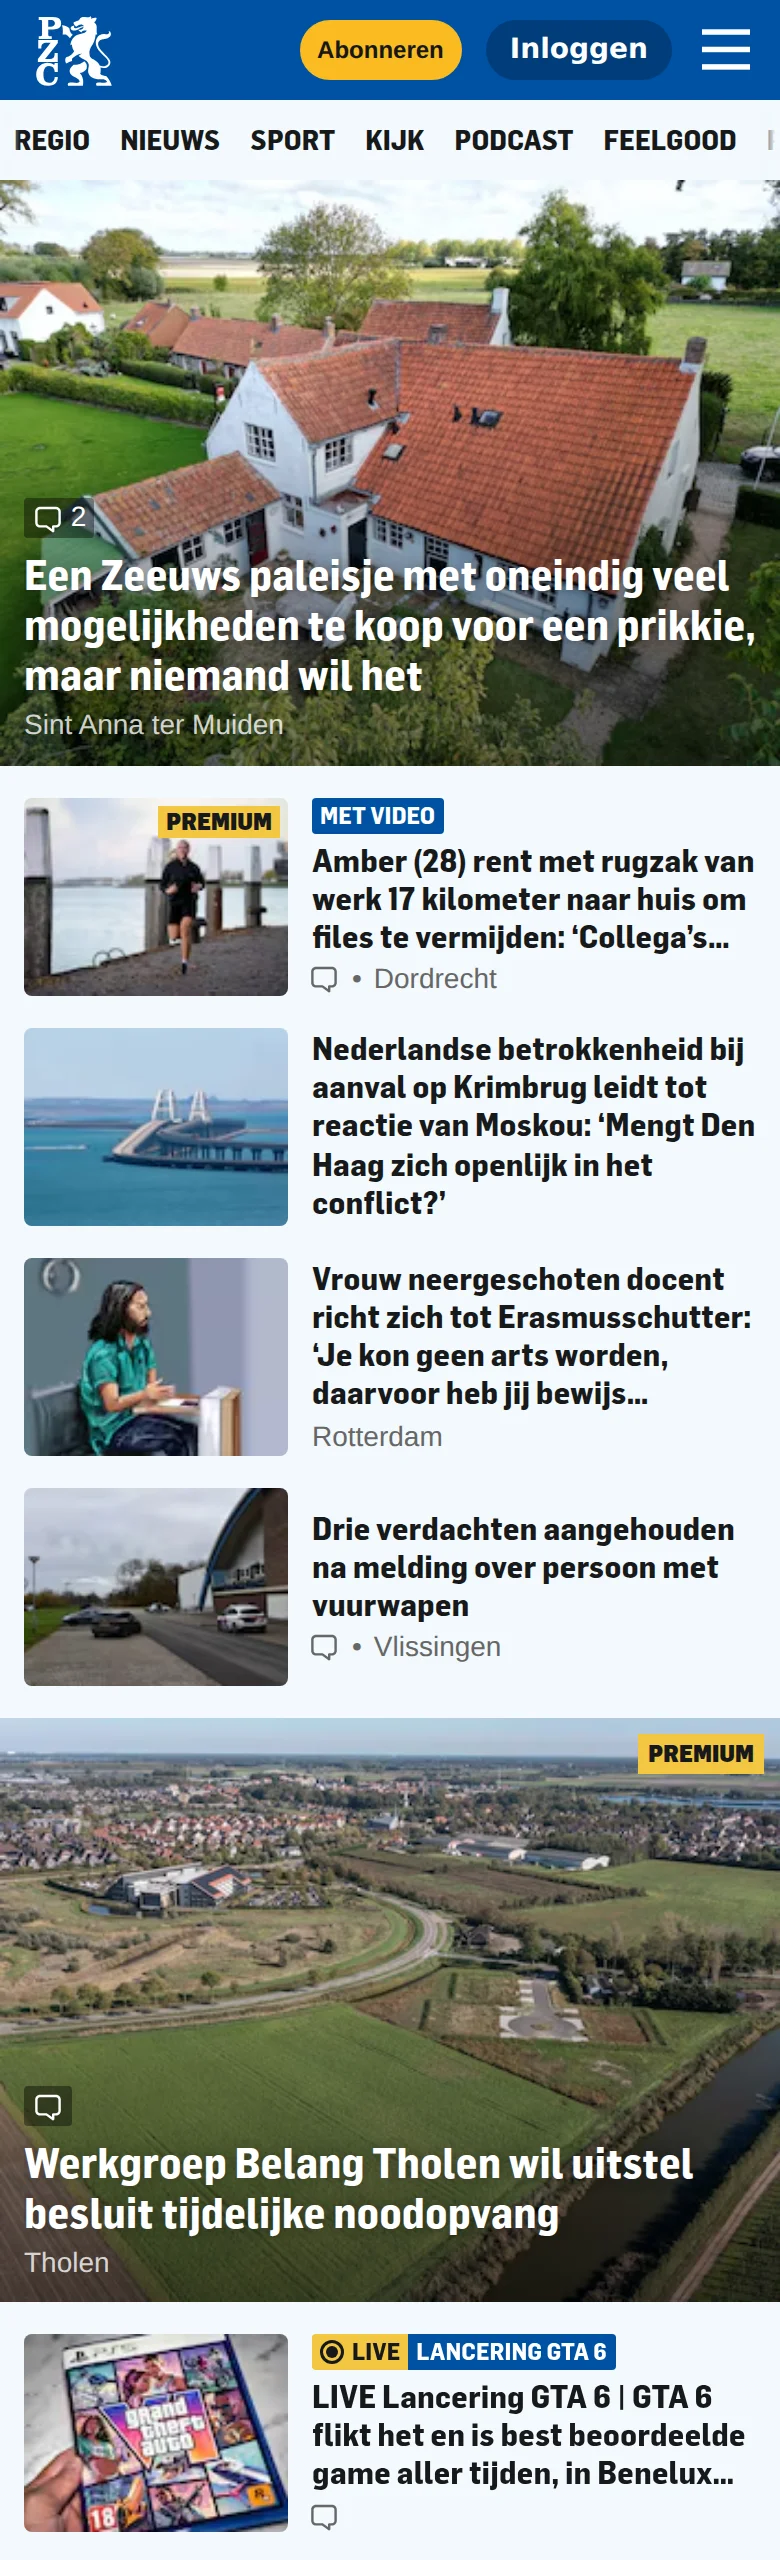 PZC
Abonneren
Inloggen
REGIO NIEUWS SPORT KIJK PODCAST FEELGOOD
2
Een Zeeuws paleisje met oneindig veel
mogelijkheden te koop voor een prikkie,
maar niemand wil het
Sint Anna ter Muiden
PREMIUM
MET VIDEO
Amber (28) rent met rugzak van
werk 17 kilometer naar huis om
files te vermijden: ‘Collega’s...
• Dordrecht
Nederlandse betrokkenheid bij
aanval op Krimbrug leidt tot
reactie van Moskou: ‘Mengt Den
Haag zich openlijk in het
conflict?’
Vrouw neergeschoten docent
richt zich tot Erasmusschutter:
‘Je kon geen arts worden,
daarvoor heb jij bewijs...
Rotterdam
Drie verdachten aangehouden
na melding over persoon met
vuurwapen
• Vlissingen
PREMIUM
Werkgroep Belang Tholen wil uitstel
besluit tijdelijke noodopvang
Tholen
PS5
grand
theft
auto
18
LIVE LANCERING GTA 6
LIVE Lancering GTA 6 | GTA 6
flikt het en is best beoordeelde
game aller tijden, in Benelux...